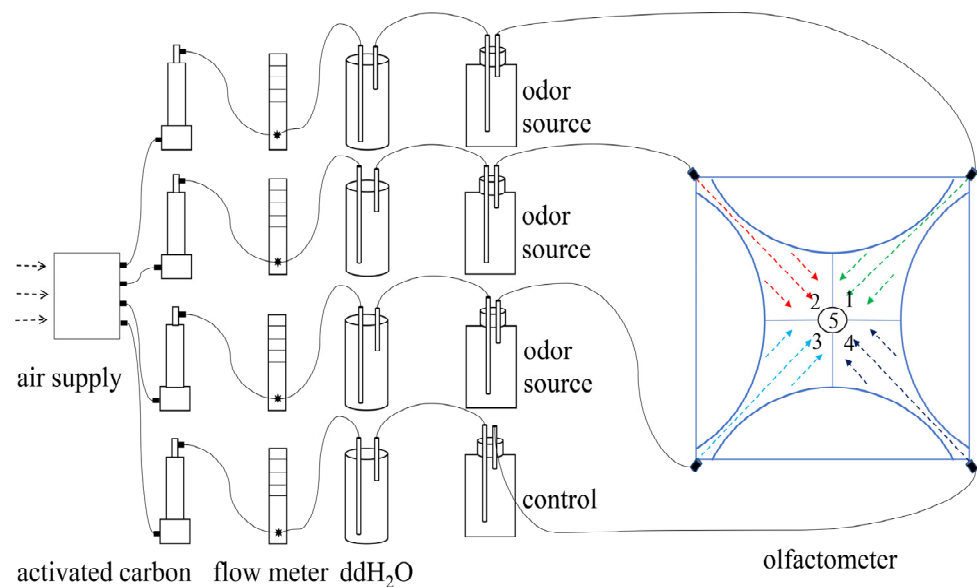 odor
source
odor
source
2 1
5
3 4
air supply
odor
source
control
activated carbon flow meter ddH₂O
olfactometer